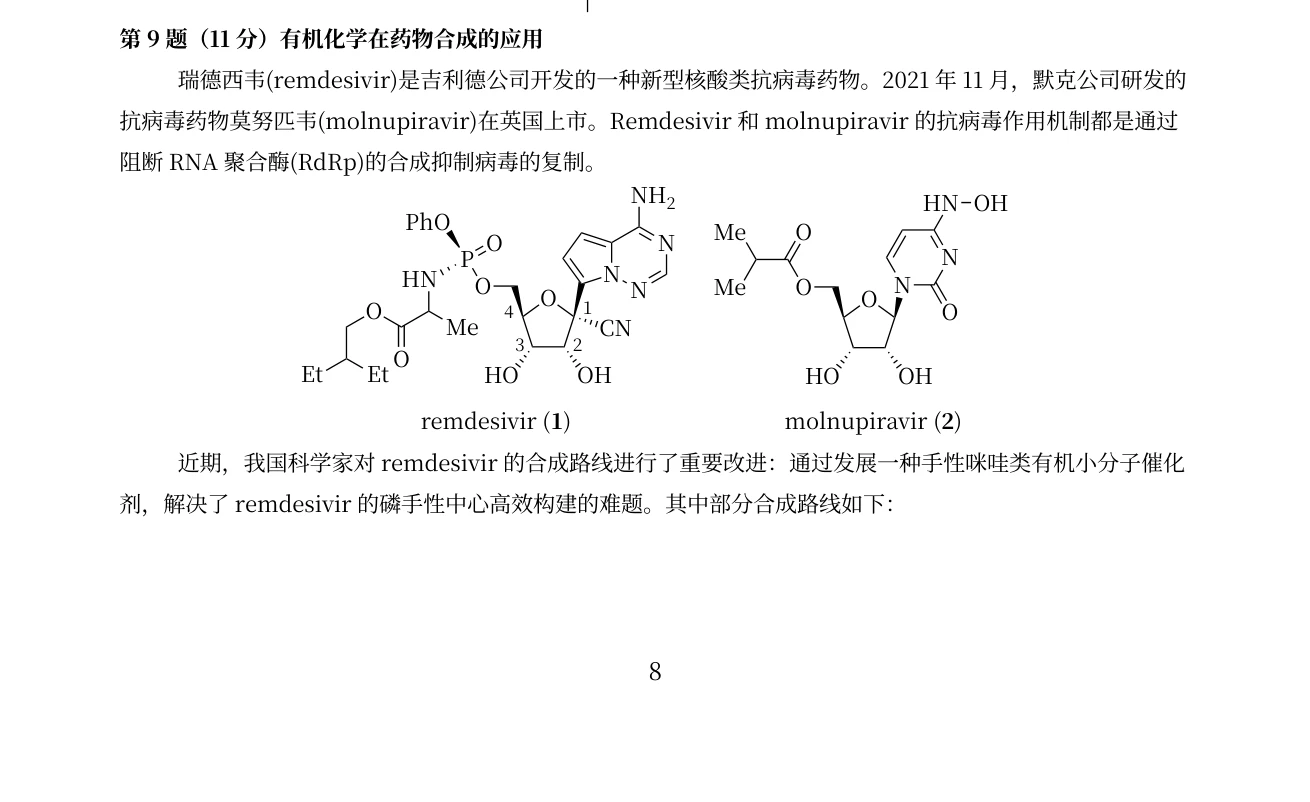 第 9 题（11 分）有机化学在药物合成的应用
瑞德西韦(remdesivir)是吉利德公司开发的一种新型核酸类抗病毒药物。2021 年 11 月，默克公司研发的
抗病毒药物莫努匹韦(molnupiravir)在英国上市。Remdesivir 和 molnupiravir 的抗病毒作用机制都是通过
阻断 RNA 聚合酶(RdRp)的合成抑制病毒的复制。
NH2
PhO
O
P
N
HN
O
N
N
O
O
4
1
CN
Me
O
3
2
Et
Et
HO
OH
HN-OH
Me
O
N
Me
O
N
O
O
HO
OH
remdesivir (1)
molnupiravir (2)
近期，我国科学家对 remdesivir 的合成路线进行了重要改进：通过发展一种手性咪哇类有机小分子催化
剂，解决了 remdesivir 的磷手性中心高效构建的难题。其中部分合成路线如下：
8